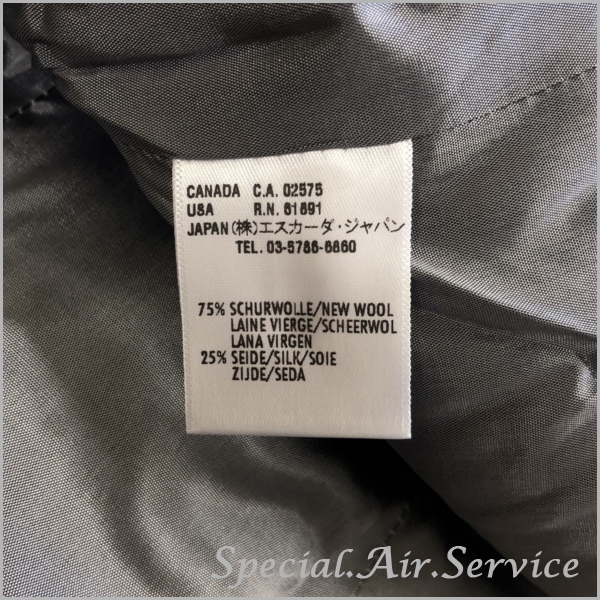 CANADA C.A. 02575
USA R.N. 61891
JAPAN (株)エスカーダ・ジャパン
TEL. 03-5786-6860
75% SCHURWOLLE/NEW WOOL
LAINE VIERGE/SCHEERWOL
LANA VIRGEN
25% SEIDE/SILK/SOIE
ZIJDE/SEDA
Special.Air.Service